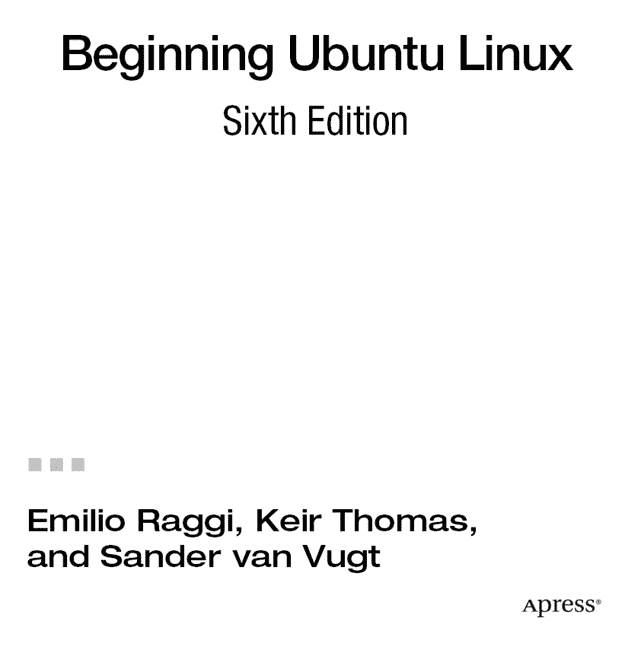 Beginning Ubuntu Linux
Sixth Edition
Emilio Raggi, Keir Thomas,
and Sander van Vugt
Apress®